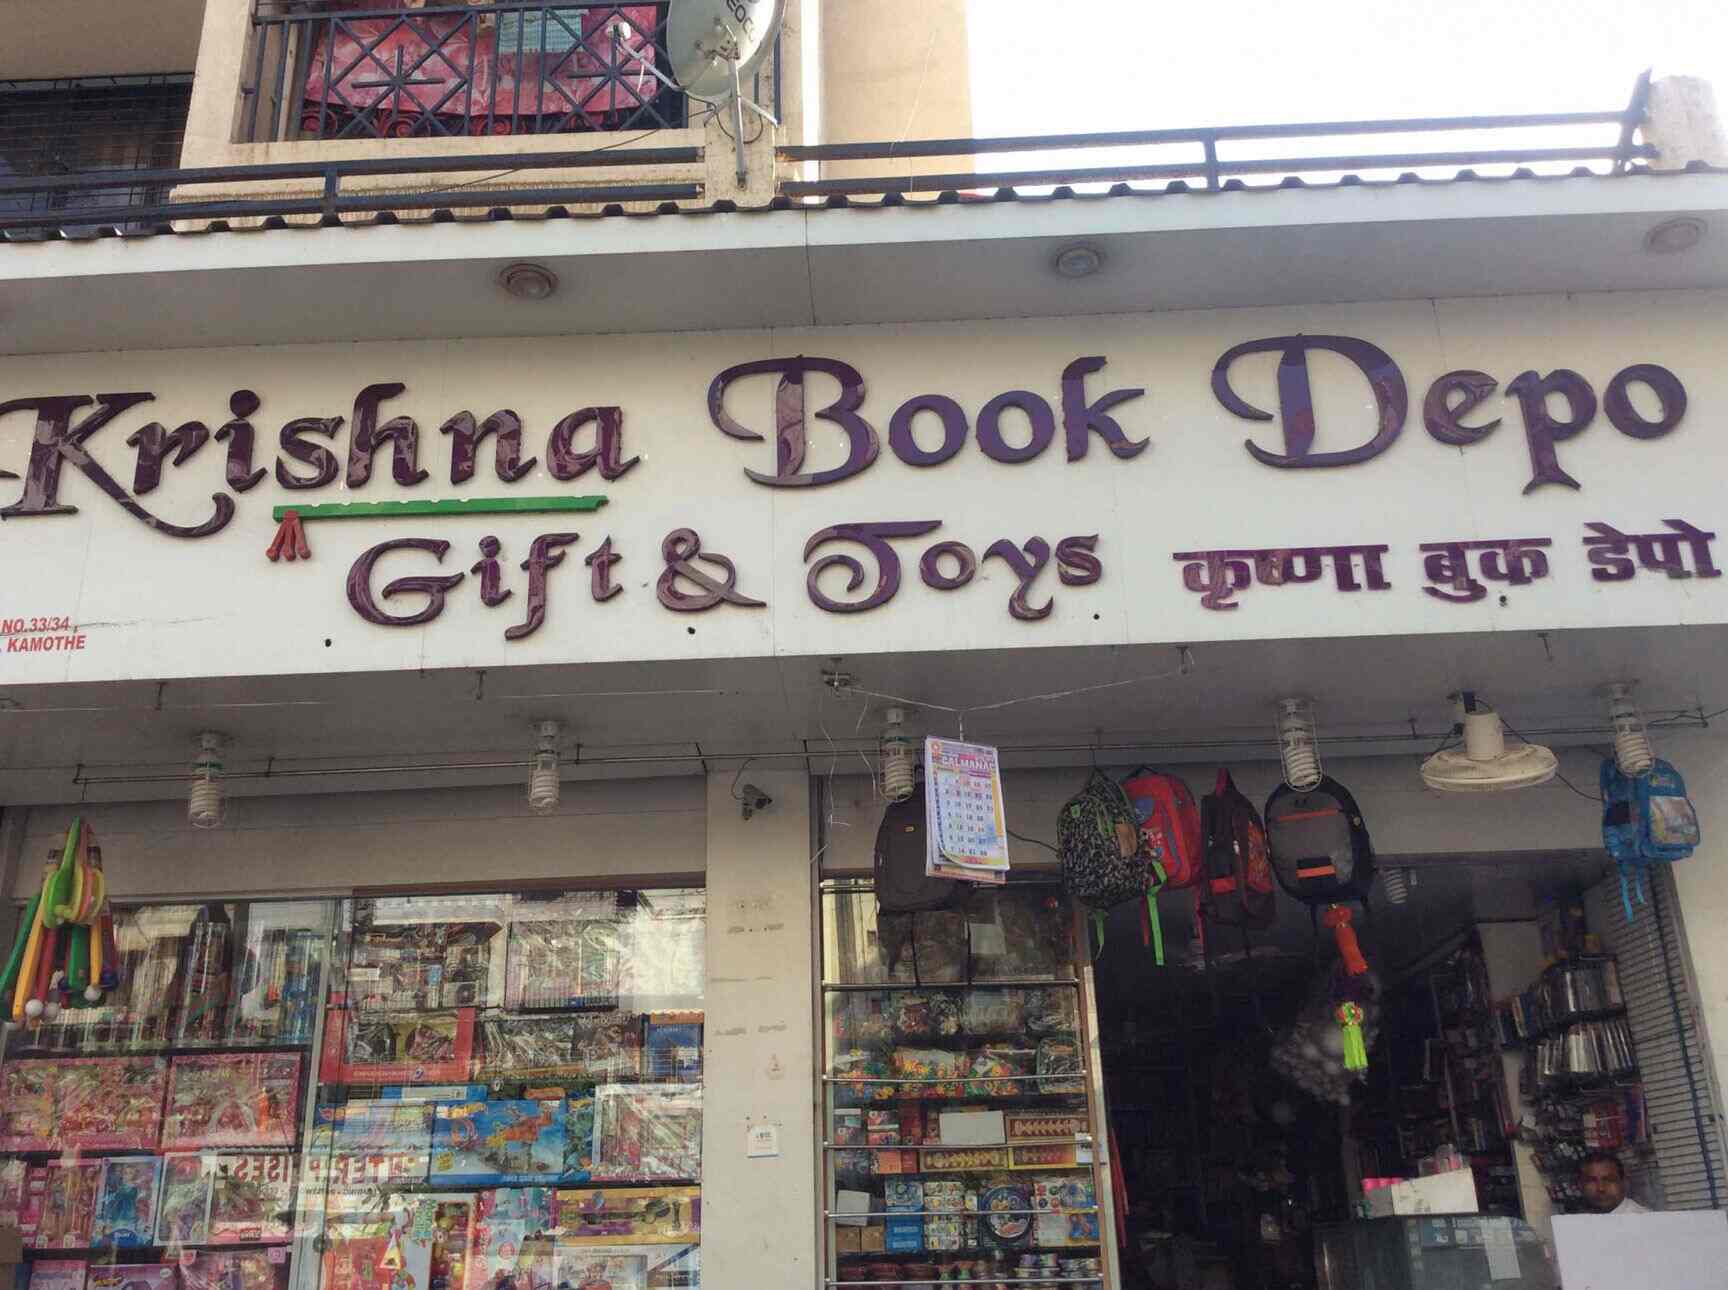 Krishna Book Depo
Gift & Toys कृष्णा बुक डेपो
NO.33/34,
KAMOTHE
CALMANAC